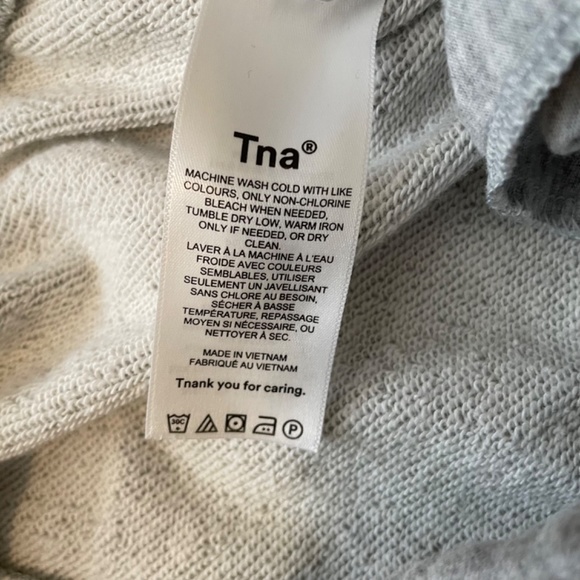 Tna®
MACHINE WASH COLD WITH LIKE
COLOURS, ONLY NON-CHLORINE
BLEACH WHEN NEEDED,
TUMBLE DRY LOW, WARM IRON
ONLY IF NEEDED, OR DRY
CLEAN.
LAVER À LA MACHINE À L'EAU
FROIDE AVEC COULEURS
SEMBLABLES, UTILISER
SEULEMENT UN JAVELLISANT
SANS CHLORE AU BESOIN,
SÉCHER À BASSE
TEMPÉRATURE, REPASSAGE
MOYEN SI NÉCESSAIRE, OU
NETTOYER À SEC.
MADE IN VIETNAM
FABRIQUÉ AU VIETNAM
Tnank you for caring.
30C P